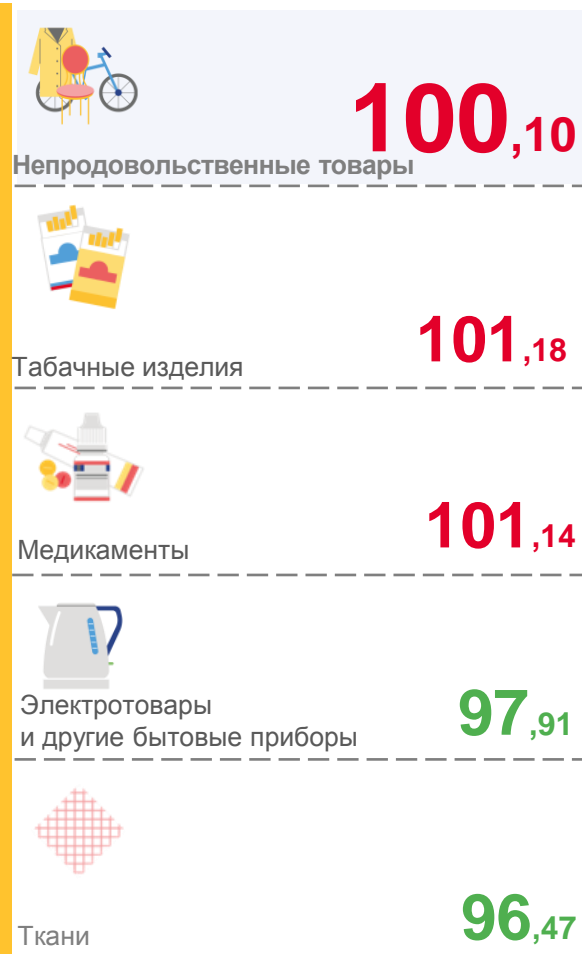 100,10
Непродовольственные товары
101,18
Табачные изделия
101,14
Медикаменты
Электротовары
и другие бытовые приборы
97,91
Ткани
96,47